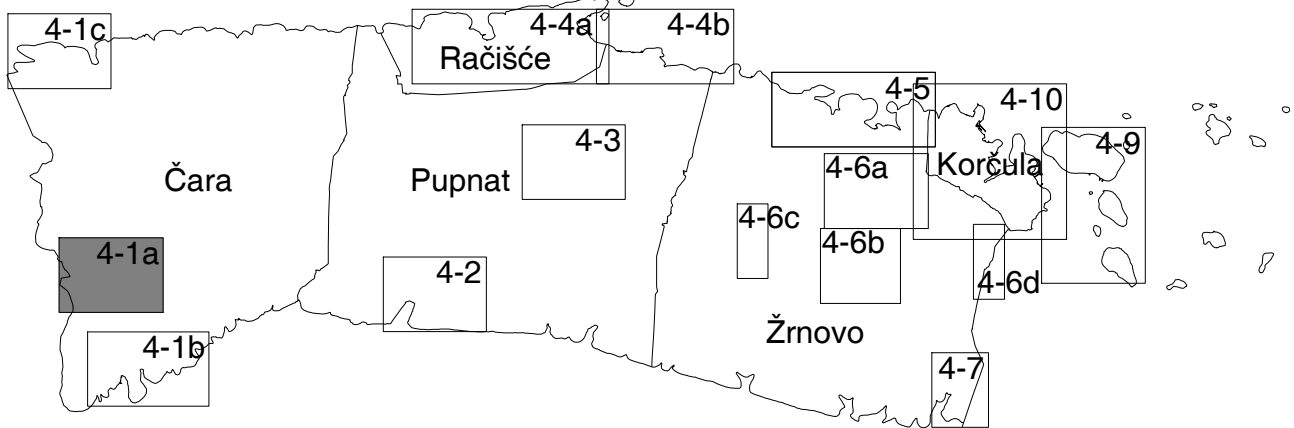 4-1c
4-4a
4-4b
Račišće
4-5
4-10
4-3
4-9
Čara
Pupnat
4-6a
Korčula
4-6c
4-1a
4-6b
4-2
4-6d
Žrnovo
4-1b
4-7